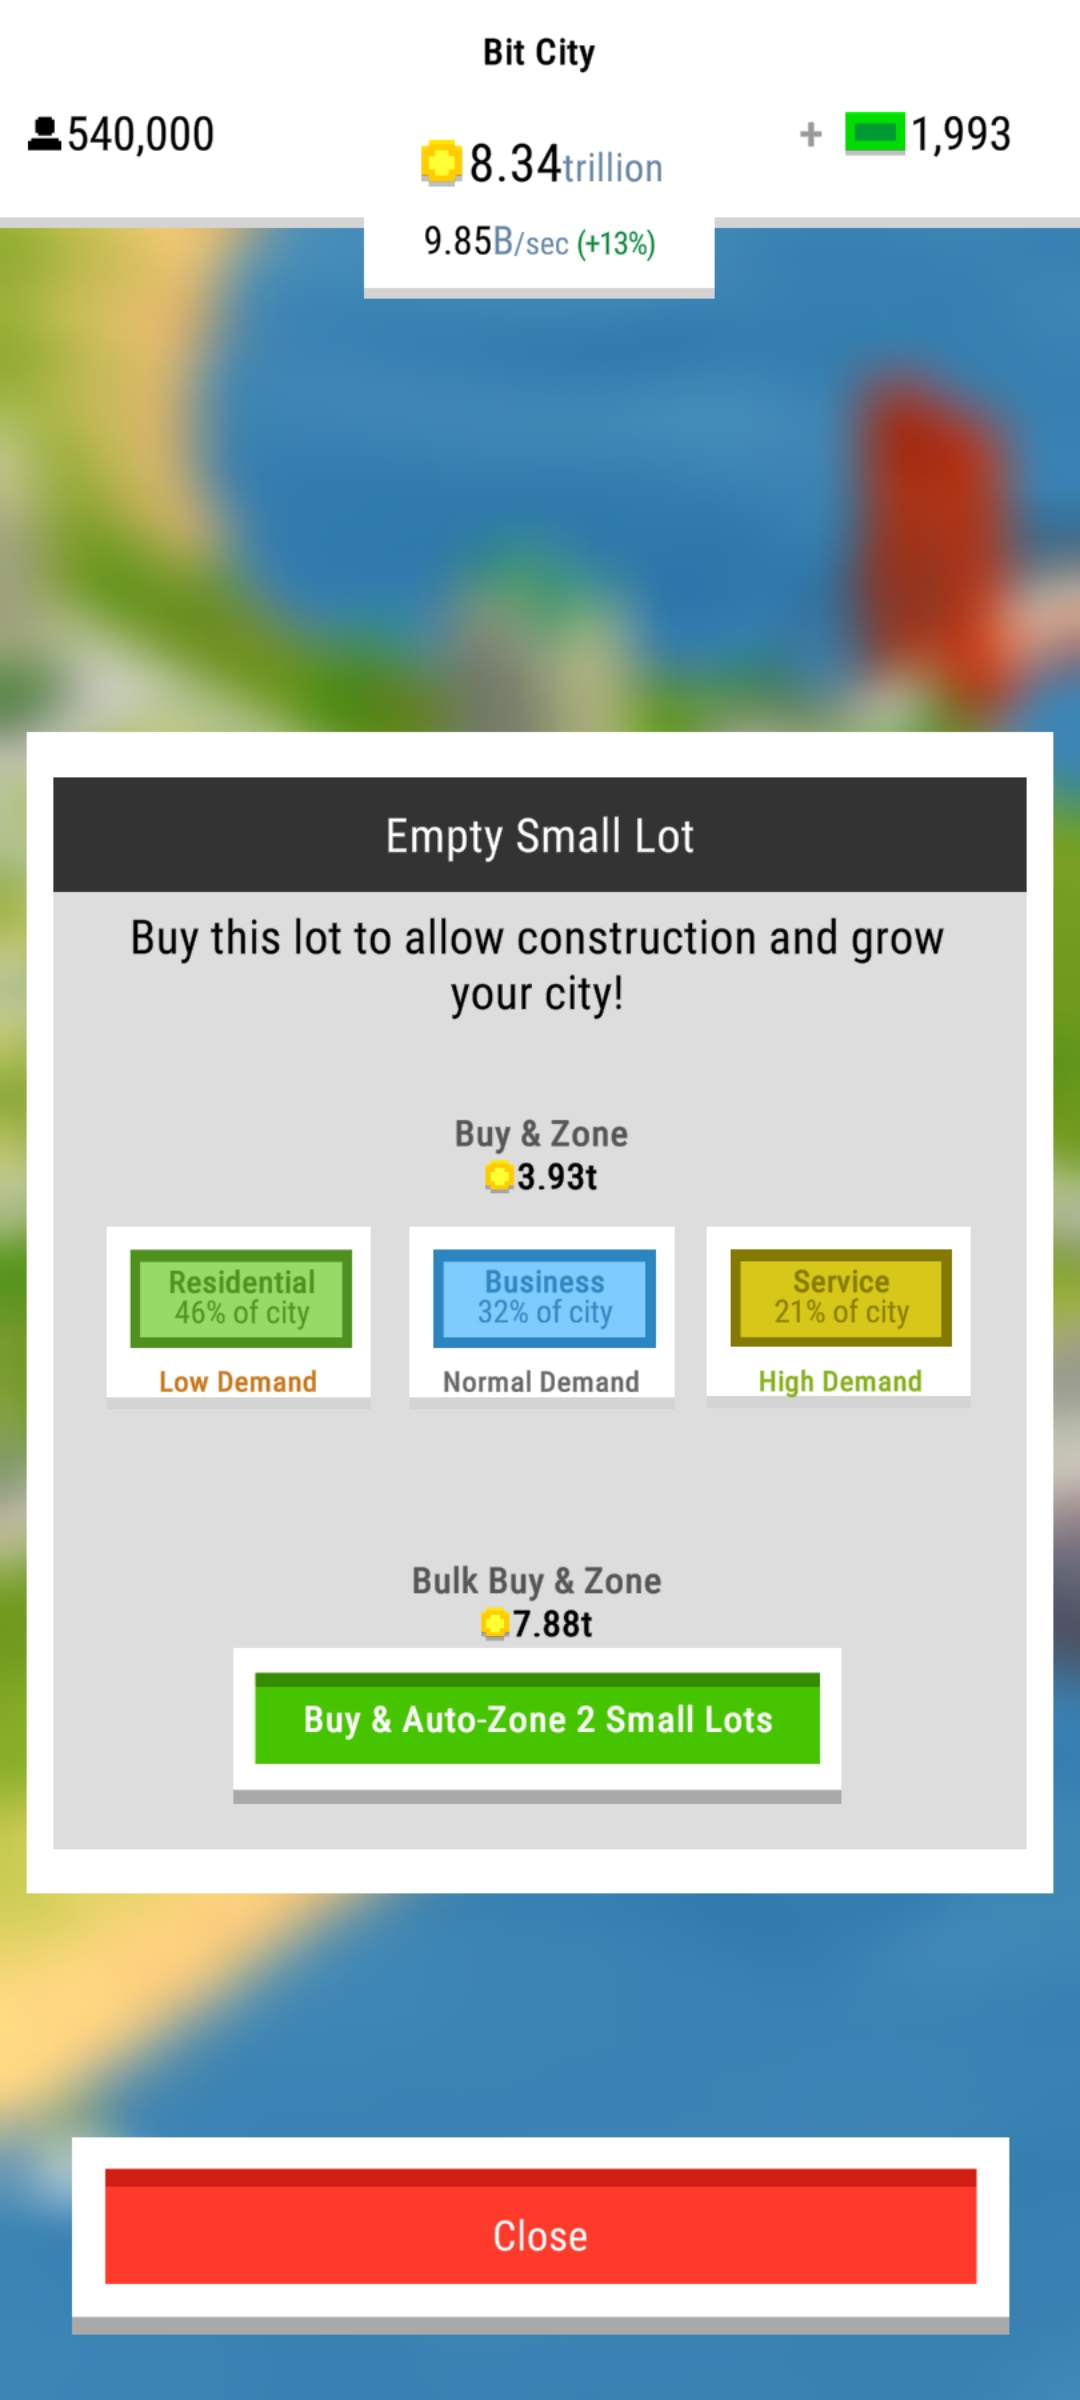 Bit City
540,000
8.34trillion
+ 1,993
9.85B/sec (+13%)
Empty Small Lot
Buy this lot to allow construction and grow
your city!
Buy & Zone
3.93t
Residential
46% of city
Low Demand
Business
32% of city
Normal Demand
Service
21% of city
High Demand
Bulk Buy & Zone
7.88t
Buy & Auto-Zone 2 Small Lots
Close